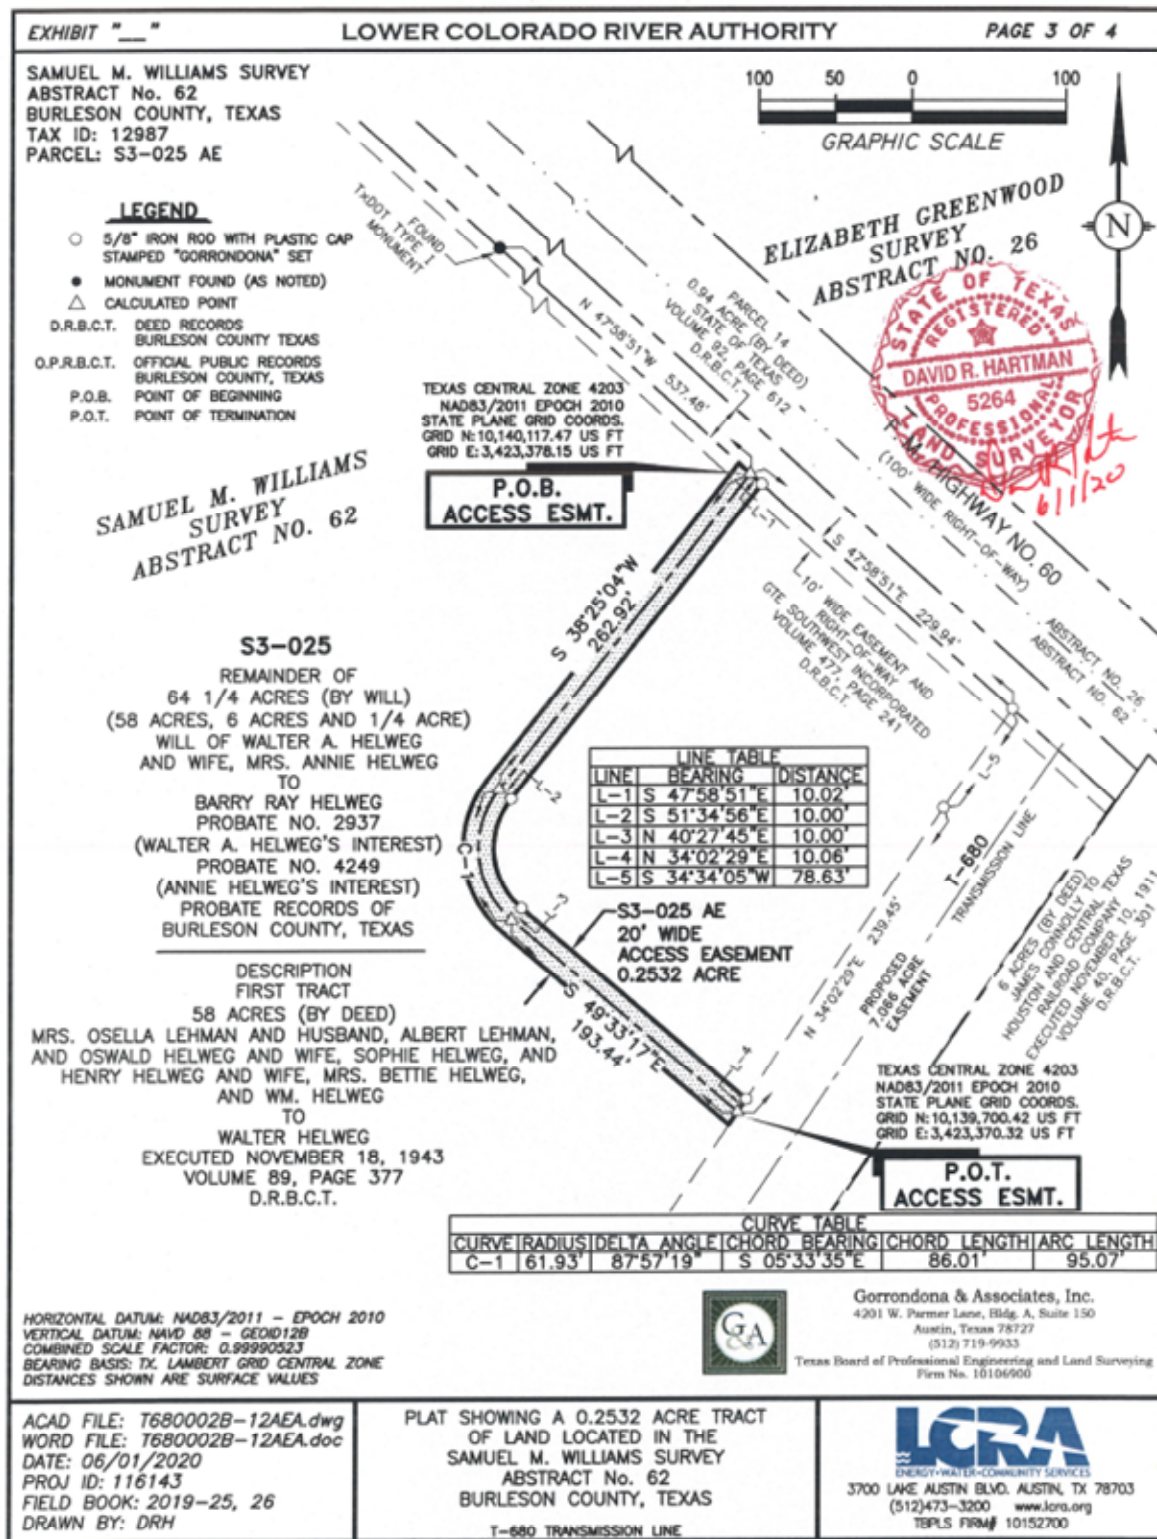 EXHIBIT "__"
LOWER COLORADO RIVER AUTHORITY
PAGE 3 OF 4
SAMUEL M. WILLIAMS SURVEY
ABSTRACT No. 62
BURLESON COUNTY, TEXAS
TAX ID: 12987
PARCEL: S3-025 AE
100 50 0 100
GRAPHIC SCALE
N
LEGEND
5/8" IRON ROD WITH PLASTIC CAP
STAMPED "GORRONDONA" SET
MONUMENT FOUND (AS NOTED)
CALCULATED POINT
D.R.B.C.T. DEED RECORDS
BURLESON COUNTY TEXAS
O.P.R.B.C.T. OFFICIAL PUBLIC RECORDS
BURLESON COUNTY, TEXAS
P.O.B. POINT OF BEGINNING
P.O.T. POINT OF TERMINATION
FOUND
TxDOT TYPE I
MONUMENT
ELIZABETH GREENWOOD
SURVEY
ABSTRACT NO. 26
STATE OF TEXAS
REGISTERED
DAVID R. HARTMAN
5264
PROFESSIONAL
LAND SURVEYOR
6/1/20
N 47°58'51"W 537.48'
PARCEL 14
0.94 ACRE (BY DEED)
STATE OF TEXAS
VOLUME 92, PAGE 612
D.R.B.C.T.
F. M. HIGHWAY NO. 60
(100' WIDE RIGHT-OF-WAY)
TEXAS CENTRAL ZONE 4203
NAD83/2011 EPOCH 2010
STATE PLANE GRID COORDS.
GRID N:10,140,117.47 US FT
GRID E:3,423,378.15 US FT
P.O.B.
ACCESS ESMT.
SAMUEL M. WILLIAMS
SURVEY
ABSTRACT NO. 62
L-1
S 47°58'51"E 229.94'
10' WIDE EASEMENT AND
RIGHT-OF-WAY
GTE SOUTHWEST INCORPORATED
VOLUME 477, PAGE 241
D.R.B.C.T.
ABSTRACT NO. 26
ABSTRACT NO. 62
S 38°25'04"W
262.92'
S3-025
REMAINDER OF
64 1/4 ACRES (BY WILL)
(58 ACRES, 6 ACRES AND 1/4 ACRE)
WILL OF WALTER A. HELWEG
AND WIFE, MRS. ANNIE HELWEG
TO
BARRY RAY HELWEG
PROBATE NO. 2937
(WALTER A. HELWEG'S INTEREST)
PROBATE NO. 4249
(ANNIE HELWEG'S INTEREST)
PROBATE RECORDS OF
BURLESON COUNTY, TEXAS
DESCRIPTION
FIRST TRACT
58 ACRES (BY DEED)
MRS. OSELLA LEHMAN AND HUSBAND, ALBERT LEHMAN,
AND OSWALD HELWEG AND WIFE, SOPHIE HELWEG, AND
HENRY HELWEG AND WIFE, MRS. BETTIE HELWEG,
AND WM. HELWEG
TO
WALTER HELWEG
EXECUTED NOVEMBER 18, 1943
VOLUME 89, PAGE 377
D.R.B.C.T.
LINE TABLE
LINE BEARING DISTANCE
L-1 S 47°58'51"E 10.02'
L-2 S 51°34'56"E 10.00'
L-3 N 40°27'45"E 10.00'
L-4 N 34°02'29"E 10.06'
L-5 S 34°34'05"W 78.63'
L-2
C-1
L-3
L-5
S3-025 AE
20' WIDE
ACCESS EASEMENT
0.2532 ACRE
S 49°33'17"E
193.44'
L-4
N 34°02'29"E 239.45'
T-680
TRANSMISSION LINE
PROPOSED
7.066 ACRE
EASEMENT
6 ACRES (BY DEED)
JAMES CONNOLLY TO
HOUSTON AND CENTRAL TEXAS
RAILROAD COMPANY
EXECUTED NOVEMBER 10, 1911
VOLUME 40, PAGE 301
D.R.B.C.T.
TEXAS CENTRAL ZONE 4203
NAD83/2011 EPOCH 2010
STATE PLANE GRID COORDS.
GRID N:10,139,700.42 US FT
GRID E:3,423,370.32 US FT
P.O.T.
ACCESS ESMT.
CURVE TABLE
CURVE RADIUS DELTA ANGLE CHORD BEARING CHORD LENGTH ARC LENGTH
C-1 61.93' 87°57'19" S 05°33'35"E 86.01' 95.07'
HORIZONTAL DATUM: NAD83/2011 - EPOCH 2010
VERTICAL DATUM: NAVD 88 - GEOID12B
COMBINED SCALE FACTOR: 0.99990523
BEARING BASIS: TX. LAMBERT GRID CENTRAL ZONE
DISTANCES SHOWN ARE SURFACE VALUES
G&A
Gorrondona & Associates, Inc.
4201 W. Parmer Lane, Bldg. A, Suite 150
Austin, Texas 78727
(512) 719-9933
Texas Board of Professional Engineering and Land Surveying
Firm No. 10106900
ACAD FILE: T680002B-12AEA.dwg
WORD FILE: T680002B-12AEA.doc
DATE: 06/01/2020
PROJ ID: 116143
FIELD BOOK: 2019-25, 26
DRAWN BY: DRH
PLAT SHOWING A 0.2532 ACRE TRACT
OF LAND LOCATED IN THE
SAMUEL M. WILLIAMS SURVEY
ABSTRACT No. 62
BURLESON COUNTY, TEXAS
T-680 TRANSMISSION LINE
LCRA
ENERGY•WATER•COMMUNITY SERVICES
3700 LAKE AUSTIN BLVD. AUSTIN, TX 78703
(512)473-3200 www.lcra.org
TBPLS FIRM# 10152700